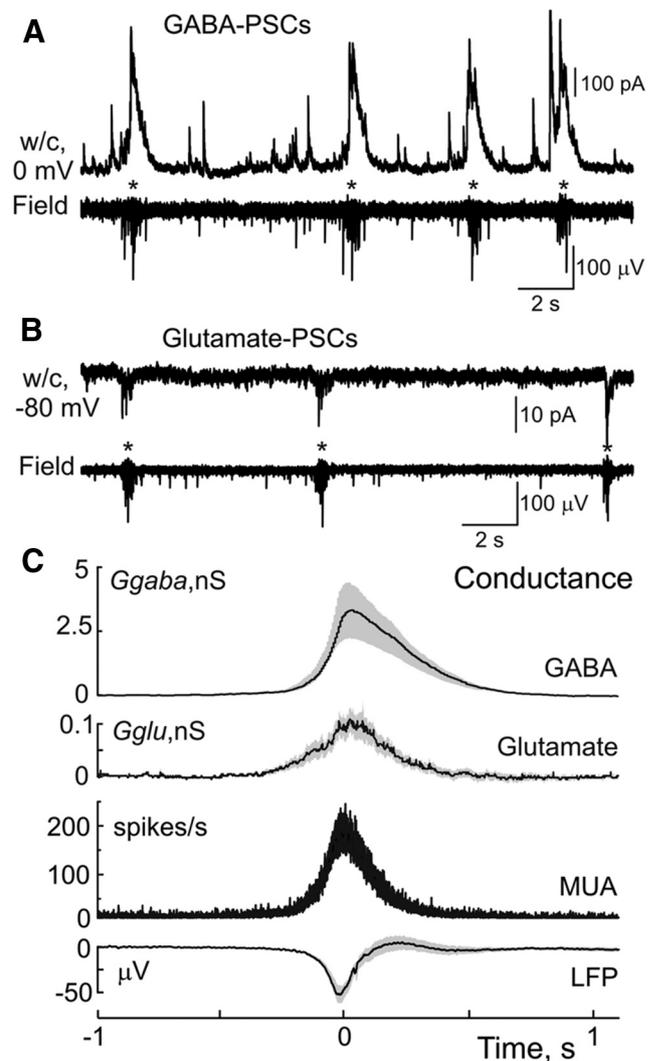 A
GABA-PSCs
100 pA
w/c,
0 mV
* * * *
Field
100 μV
2 s
B
Glutamate-PSCs
w/c,
-80 mV
10 pA
* * *
Field
100 μV
2 s
C
5
Ggaba,nS
Conductance
2.5
GABA
0
0.1
Gglu,nS
Glutamate
0
200
spikes/s
100
MUA
0
0
μV
LFP
-50
-1 0 1
Time, s